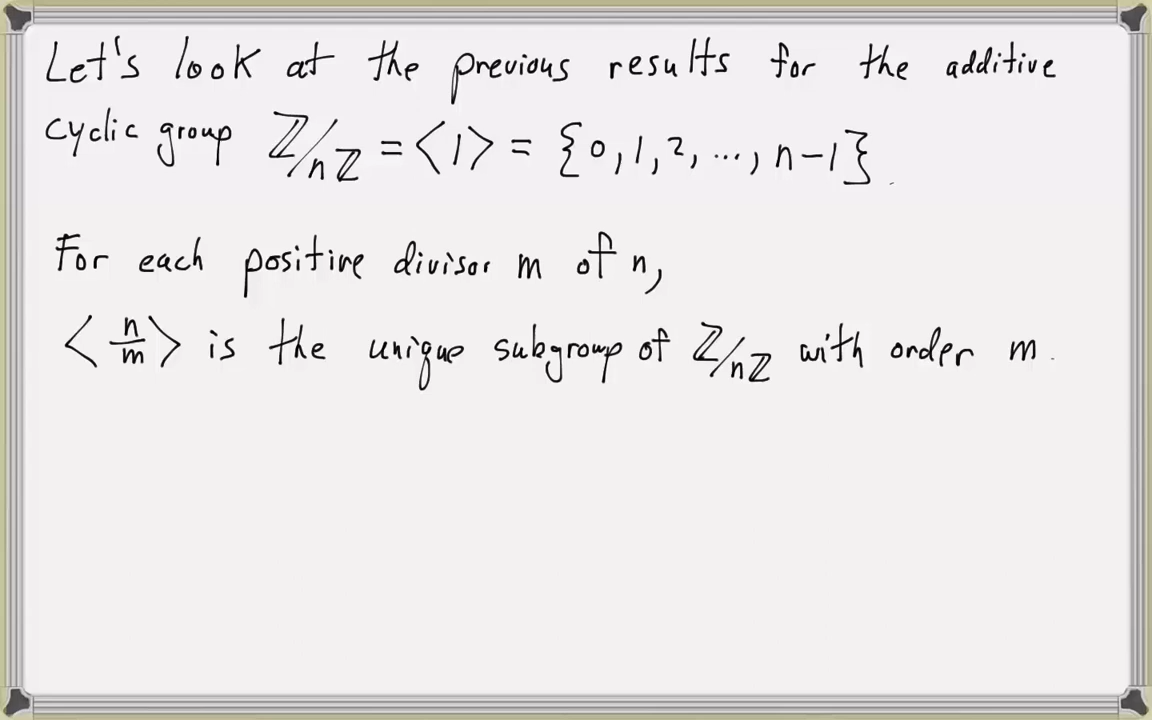 Let's look at the previous results for the additive
cyclic group ℤ/nℤ = <1> = {0, 1, 2, ..., n-1}.
For each positive divisor m of n,
<n/m> is the unique subgroup of ℤ/nℤ with order m.